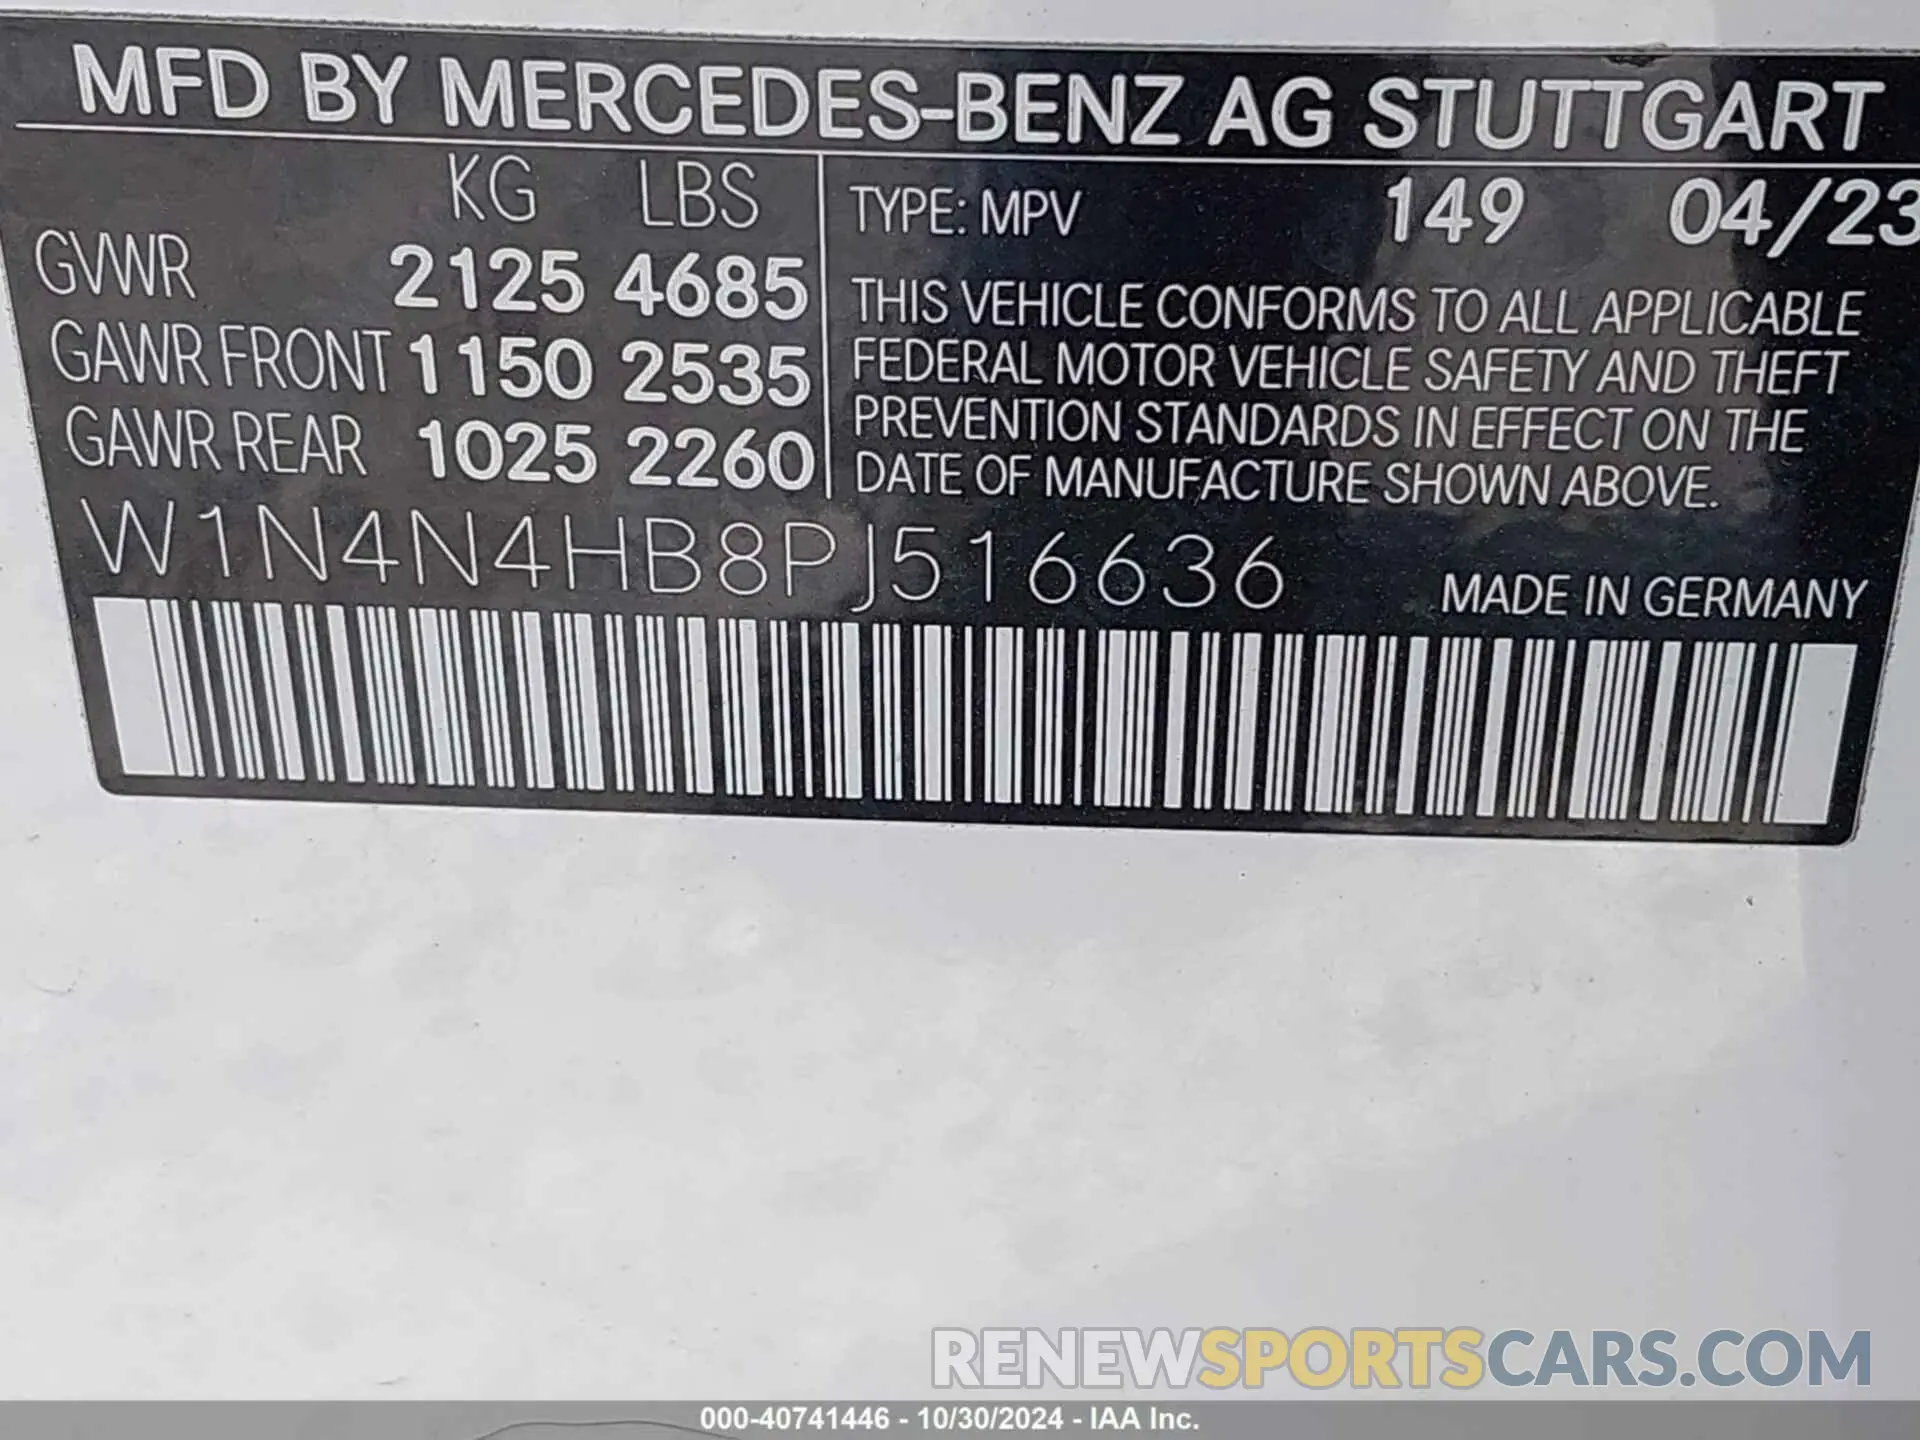 MFD BY MERCEDES-BENZ AG STUTTGART
KG LBS
GVWR 2125 4685
GAWR FRONT 1150 2535
GAWR REAR 1025 2260
TYPE: MPV 149 04/23
THIS VEHICLE CONFORMS TO ALL APPLICABLE
FEDERAL MOTOR VEHICLE SAFETY AND THEFT
PREVENTION STANDARDS IN EFFECT ON THE
DATE OF MANUFACTURE SHOWN ABOVE.
W1N4N4HB8PJ516636
MADE IN GERMANY
RENEWSPORTSCARS.COM
000-40741446 - 10/30/2024 - IAA Inc.